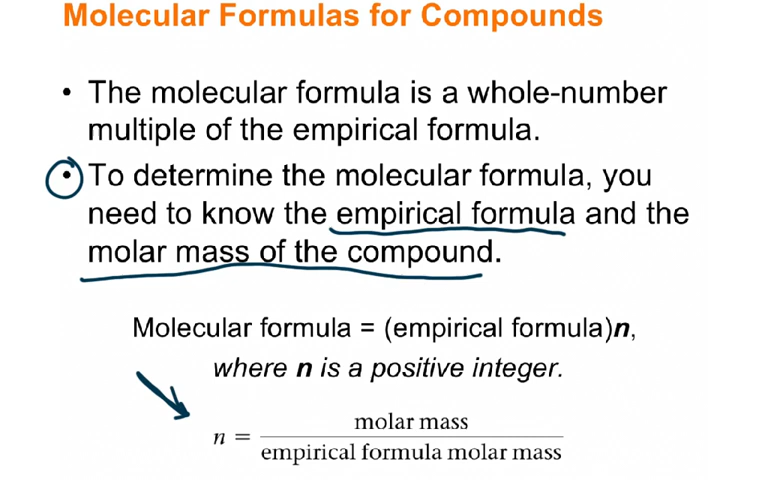 Molecular Formulas for Compounds
• The molecular formula is a whole-number
multiple of the empirical formula.
• To determine the molecular formula, you
need to know the empirical formula and the
molar mass of the compound.
Molecular formula = (empirical formula)n,
where n is a positive integer.
n = molar mass / empirical formula molar mass